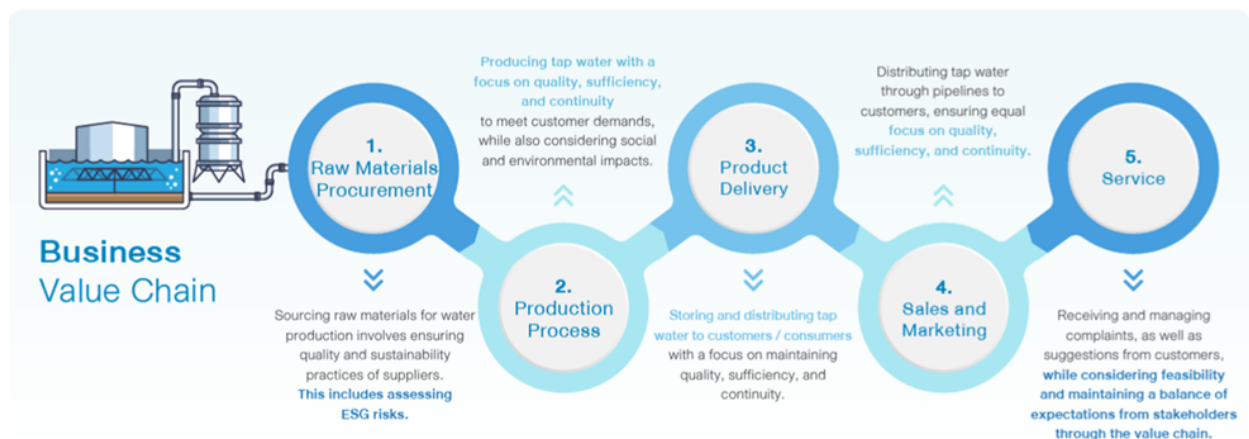 Business
Value Chain
1.
Raw Materials
Procurement
Sourcing raw materials for water
production involves ensuring
quality and sustainability
practices of suppliers.
This includes assessing
ESG risks.
Producing tap water with a
focus on quality, sufficiency,
and continuity
to meet customer demands,
while also considering social
and environmental impacts.
2.
Production
Process
3.
Product
Delivery
Storing and distributing tap
water to customers / consumers
with a focus on maintaining
quality, sufficiency, and
continuity.
Distributing tap water
through pipelines to
customers, ensuring equal
focus on quality,
sufficiency, and continuity.
4.
Sales and
Marketing
5.
Service
Receiving and managing
complaints, as well as
suggestions from customers,
while considering feasibility
and maintaining a balance of
expectations from stakeholders
through the value chain.